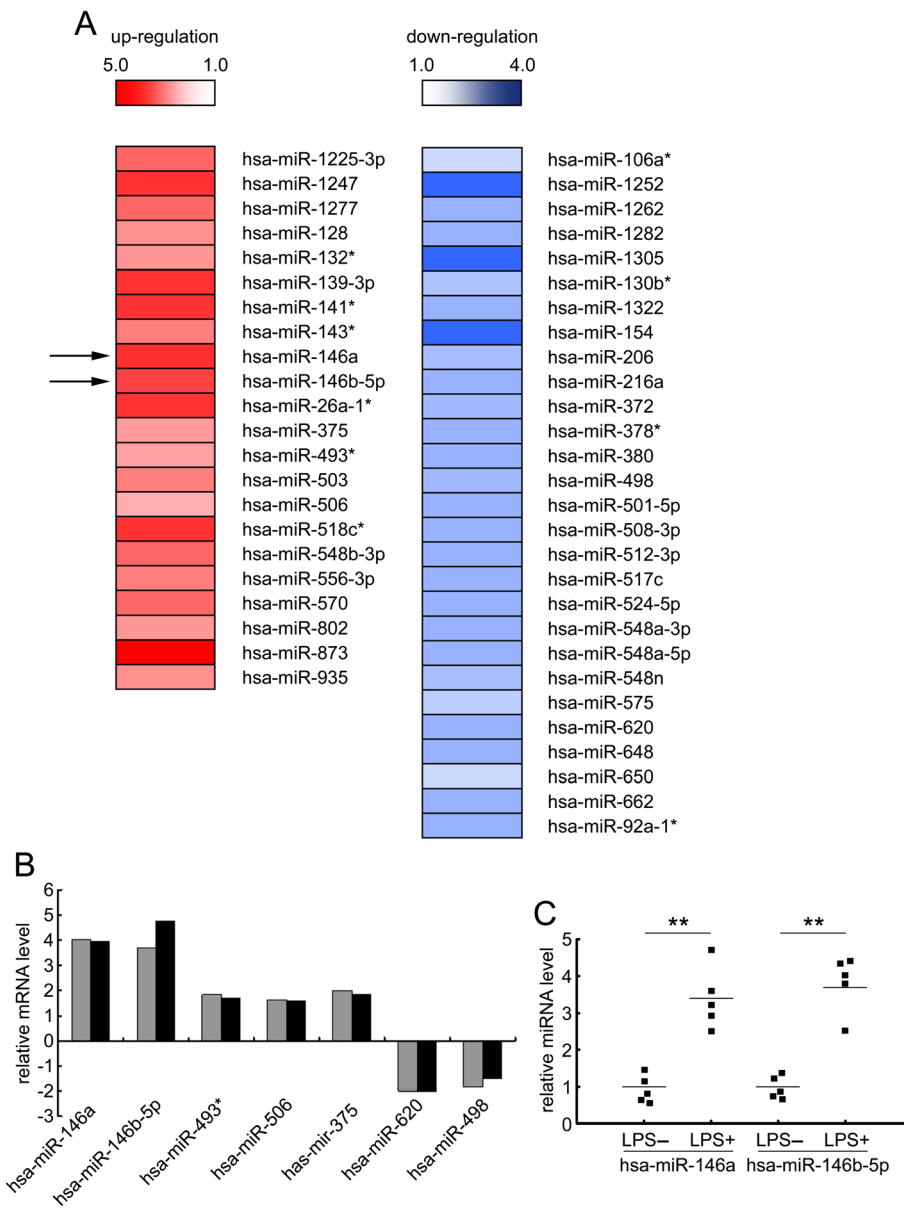 A
up-regulation
5.0 1.0
down-regulation
1.0 4.0
hsa-miR-1225-3p
hsa-miR-1247
hsa-miR-1277
hsa-miR-128
hsa-miR-132*
hsa-miR-139-3p
hsa-miR-141*
hsa-miR-143*
hsa-miR-146a
hsa-miR-146b-5p
hsa-miR-26a-1*
hsa-miR-375
hsa-miR-493*
hsa-miR-503
hsa-miR-506
hsa-miR-518c*
hsa-miR-548b-3p
hsa-miR-556-3p
hsa-miR-570
hsa-miR-802
hsa-miR-873
hsa-miR-935
hsa-miR-106a*
hsa-miR-1252
hsa-miR-1262
hsa-miR-1282
hsa-miR-1305
hsa-miR-130b*
hsa-miR-1322
hsa-miR-154
hsa-miR-206
hsa-miR-216a
hsa-miR-372
hsa-miR-378*
hsa-miR-380
hsa-miR-498
hsa-miR-501-5p
hsa-miR-508-3p
hsa-miR-512-3p
hsa-miR-517c
hsa-miR-524-5p
hsa-miR-548a-3p
hsa-miR-548a-5p
hsa-miR-548n
hsa-miR-575
hsa-miR-620
hsa-miR-648
hsa-miR-650
hsa-miR-662
hsa-miR-92a-1*
B
relative mRNA level
6
5
4
3
2
1
0
-1
-2
-3
hsa-miR-146a
hsa-miR-146b-5p
hsa-miR-493*
hsa-miR-506
has-mir-375
hsa-miR-620
hsa-miR-498
C
** **
relative miRNA level
5
4
3
2
1
0
LPS– LPS+ LPS– LPS+
hsa-miR-146a hsa-miR-146b-5p